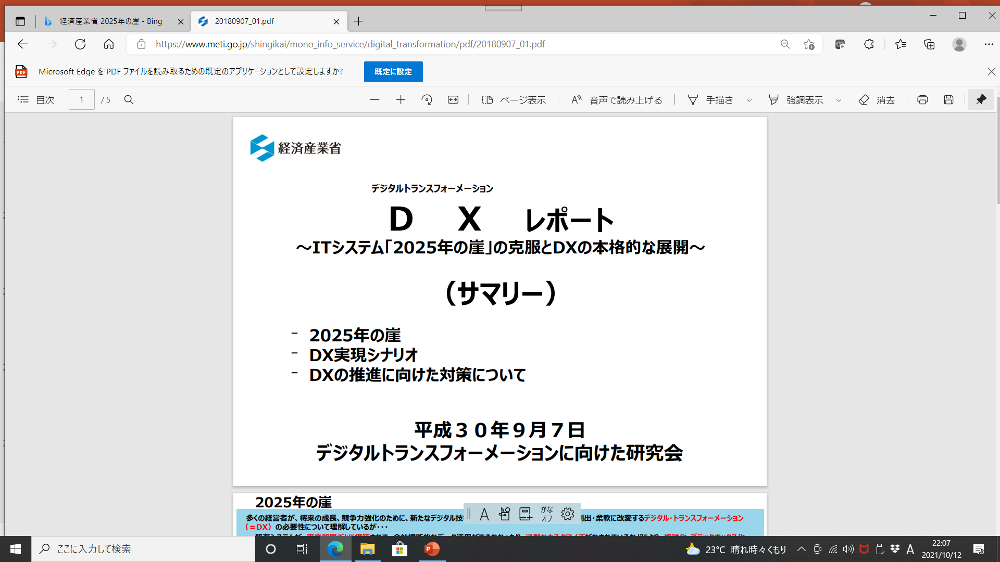 経済産業省 2025年の崖 - Bing
20180907_01.pdf
https://www.meti.go.jp/shingikai/mono_info_service/digital_transformation/pdf/20180907_01.pdf
PDF
Microsoft Edge を PDF ファイルを読み取るための既定のアプリケーションとして設定しますか?
既定に設定
目次
1
/ 5
ページ表示
音声で読み上げる
手描き
強調表示
消去
経済産業省
デジタルトランスフォーメーション
D X レポート
～ITシステム「2025年の崖」の克服とDXの本格的な展開～
（サマリー）
- 2025年の崖
- DX実現シナリオ
- DXの推進に向けた対策について
平成３０年９月７日
デジタルトランスフォーメーションに向けた研究会
2025年の崖
多くの経営者が、将来の成長、競争力強化のために、新たなデジタル技
創出・柔軟に改変するデジタル・トランスフォーメーション
（＝DX）の必要性について理解しているが・・・
A
かな
オフ
ここに入力して検索
23℃ 晴れ時々くもり
A
22:07
2021/10/12